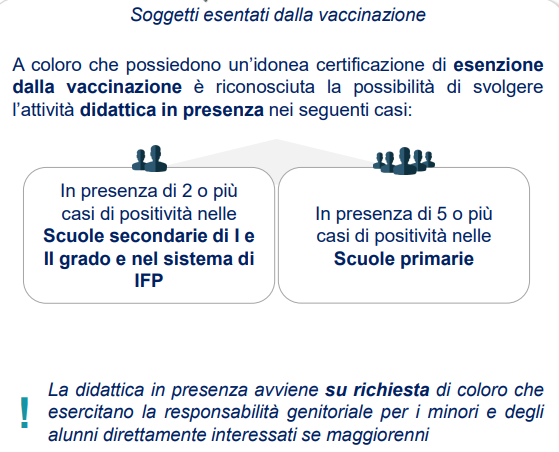 Soggetti esentati dalla vaccinazione
A coloro che possiedono un’idonea certificazione di esenzione
dalla vaccinazione è riconosciuta la possibilità di svolgere
l’attività didattica in presenza nei seguenti casi:
In presenza di 2 o più
casi di positività nelle
Scuole secondarie di I e
II grado e nel sistema di
IFP
In presenza di 5 o più
casi di positività nelle
Scuole primarie
! La didattica in presenza avviene su richiesta di coloro che
esercitano la responsabilità genitoriale per i minori e degli
alunni direttamente interessati se maggiorenni